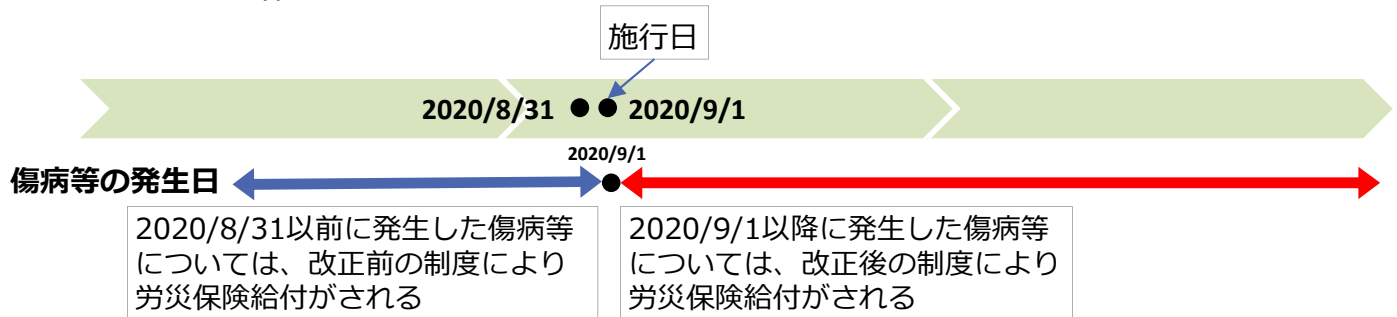 施行日
2020/8/31
2020/9/1
2020/9/1
傷病等の発生日
2020/8/31以前に発生した傷病等
については、改正前の制度により
労災保険給付がされる
2020/9/1以降に発生した傷病等
については、改正後の制度により
労災保険給付がされる